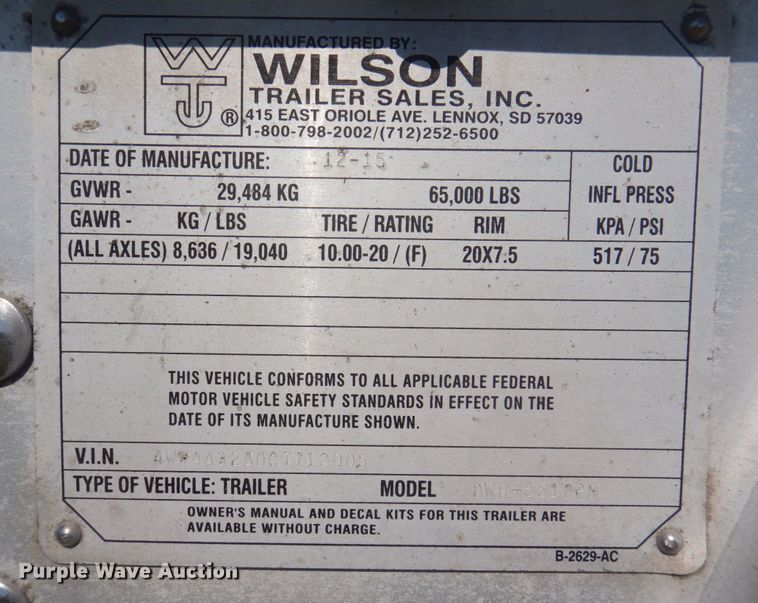 MANUFACTURED BY:
WTJ ® WILSON
TRAILER SALES, INC.
415 EAST ORIOLE AVE. LENNOX, SD 57039
1-800-798-2002/(712)252-6500
DATE OF MANUFACTURE: 12-15 COLD
GVWR - 29,484 KG 65,000 LBS INFL PRESS
GAWR - KG / LBS TIRE / RATING RIM KPA / PSI
(ALL AXLES) 8,636 / 19,040 10.00-20 / (F) 20X7.5 517 / 75
THIS VEHICLE CONFORMS TO ALL APPLICABLE FEDERAL
MOTOR VEHICLE SAFETY STANDARDS IN EFFECT ON THE
DATE OF ITS MANUFACTURE SHOWN.
V.I.N.
TYPE OF VEHICLE: TRAILER MODEL
OWNER'S MANUAL AND DECAL KITS FOR THIS TRAILER ARE
AVAILABLE WITHOUT CHARGE.
B-2629-AC
Purple Wave Auction